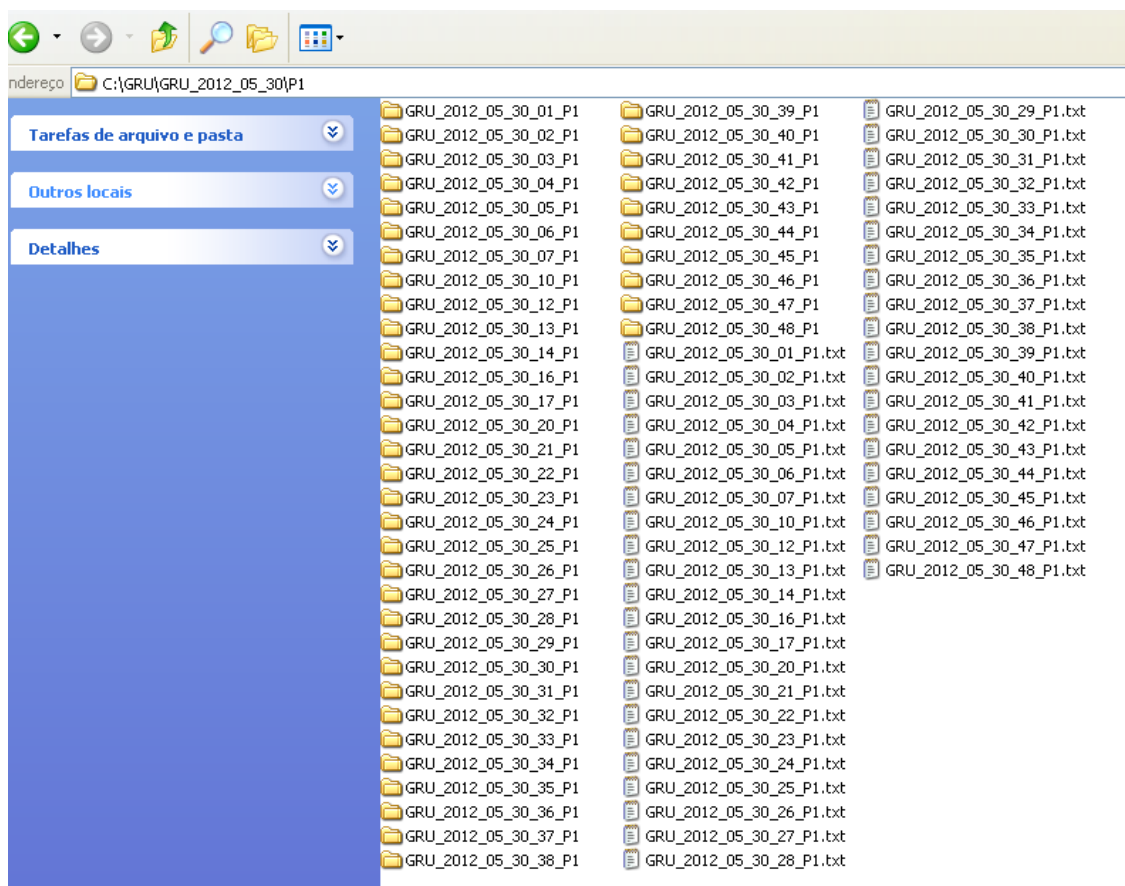 ndereço C:\GRU\GRU_2012_05_30\P1
Tarefas de arquivo e pasta
Outros locais
Detalhes
GRU_2012_05_30_01_P1
GRU_2012_05_30_02_P1
GRU_2012_05_30_03_P1
GRU_2012_05_30_04_P1
GRU_2012_05_30_05_P1
GRU_2012_05_30_06_P1
GRU_2012_05_30_07_P1
GRU_2012_05_30_10_P1
GRU_2012_05_30_12_P1
GRU_2012_05_30_13_P1
GRU_2012_05_30_14_P1
GRU_2012_05_30_16_P1
GRU_2012_05_30_17_P1
GRU_2012_05_30_20_P1
GRU_2012_05_30_21_P1
GRU_2012_05_30_22_P1
GRU_2012_05_30_23_P1
GRU_2012_05_30_24_P1
GRU_2012_05_30_25_P1
GRU_2012_05_30_26_P1
GRU_2012_05_30_27_P1
GRU_2012_05_30_28_P1
GRU_2012_05_30_29_P1
GRU_2012_05_30_30_P1
GRU_2012_05_30_31_P1
GRU_2012_05_30_32_P1
GRU_2012_05_30_33_P1
GRU_2012_05_30_34_P1
GRU_2012_05_30_35_P1
GRU_2012_05_30_36_P1
GRU_2012_05_30_37_P1
GRU_2012_05_30_38_P1
GRU_2012_05_30_39_P1
GRU_2012_05_30_40_P1
GRU_2012_05_30_41_P1
GRU_2012_05_30_42_P1
GRU_2012_05_30_43_P1
GRU_2012_05_30_44_P1
GRU_2012_05_30_45_P1
GRU_2012_05_30_46_P1
GRU_2012_05_30_47_P1
GRU_2012_05_30_48_P1
GRU_2012_05_30_01_P1.txt
GRU_2012_05_30_02_P1.txt
GRU_2012_05_30_03_P1.txt
GRU_2012_05_30_04_P1.txt
GRU_2012_05_30_05_P1.txt
GRU_2012_05_30_06_P1.txt
GRU_2012_05_30_07_P1.txt
GRU_2012_05_30_10_P1.txt
GRU_2012_05_30_12_P1.txt
GRU_2012_05_30_13_P1.txt
GRU_2012_05_30_14_P1.txt
GRU_2012_05_30_16_P1.txt
GRU_2012_05_30_17_P1.txt
GRU_2012_05_30_20_P1.txt
GRU_2012_05_30_21_P1.txt
GRU_2012_05_30_22_P1.txt
GRU_2012_05_30_23_P1.txt
GRU_2012_05_30_24_P1.txt
GRU_2012_05_30_25_P1.txt
GRU_2012_05_30_26_P1.txt
GRU_2012_05_30_27_P1.txt
GRU_2012_05_30_28_P1.txt
GRU_2012_05_30_29_P1.txt
GRU_2012_05_30_30_P1.txt
GRU_2012_05_30_31_P1.txt
GRU_2012_05_30_32_P1.txt
GRU_2012_05_30_33_P1.txt
GRU_2012_05_30_34_P1.txt
GRU_2012_05_30_35_P1.txt
GRU_2012_05_30_36_P1.txt
GRU_2012_05_30_37_P1.txt
GRU_2012_05_30_38_P1.txt
GRU_2012_05_30_39_P1.txt
GRU_2012_05_30_40_P1.txt
GRU_2012_05_30_41_P1.txt
GRU_2012_05_30_42_P1.txt
GRU_2012_05_30_43_P1.txt
GRU_2012_05_30_44_P1.txt
GRU_2012_05_30_45_P1.txt
GRU_2012_05_30_46_P1.txt
GRU_2012_05_30_47_P1.txt
GRU_2012_05_30_48_P1.txt